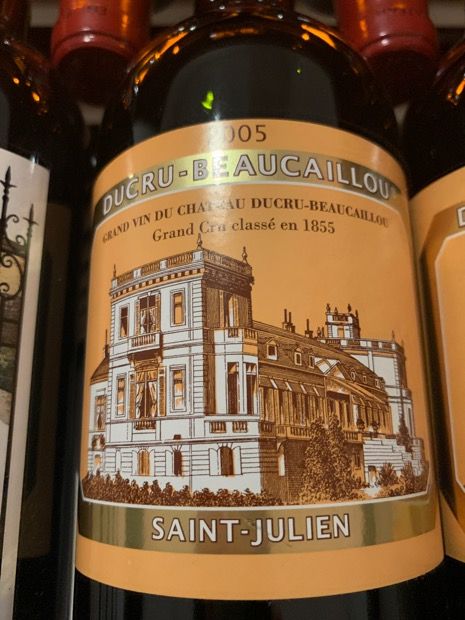 2005
DUCRU-BEAUCAILLOU
GRAND VIN DU CHATEAU DUCRU-BEAUCAILLOU
Grand Cru classé en 1855
SAINT-JULIEN